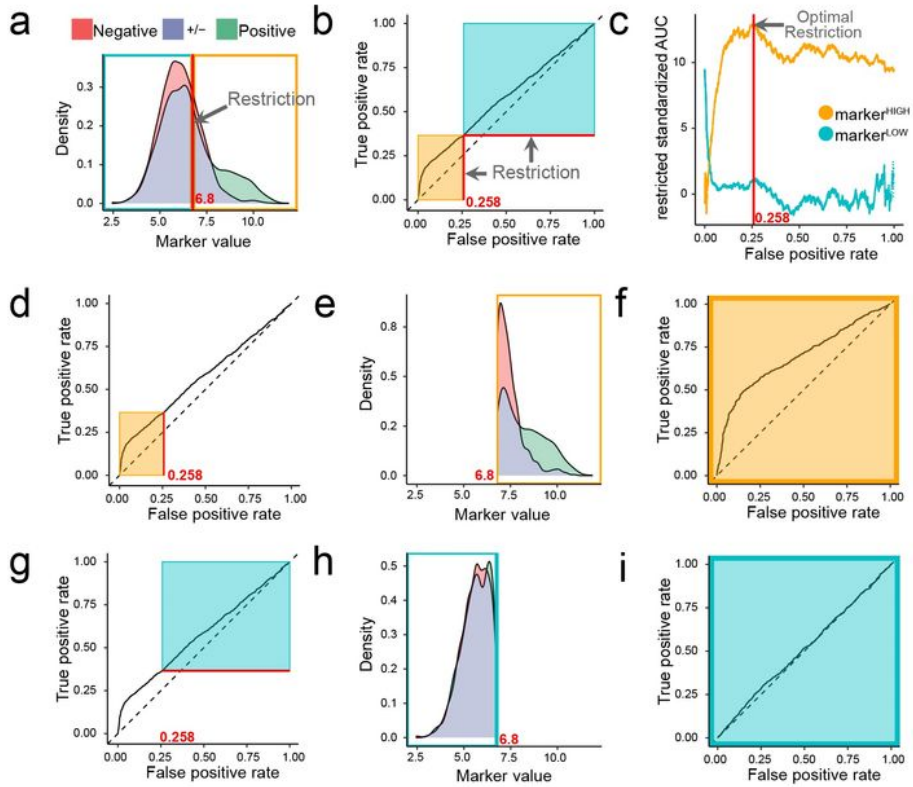 a
Negative +/− Positive
Density
0.3
0.2
0.1
0.0
Restriction
6.8
2.5 5.0 7.5 10.0
Marker value
b
True positive rate
1.00
0.75
0.50
0.25
0.00
Restriction
0.258
0.00 0.25 0.50 0.75 1.00
False positive rate
c
restricted standardized AUC
10
5
0
Optimal
Restriction
markerHIGH
markerLOW
0.258
0.00 0.25 0.50 0.75 1.00
False positive rate
d
True positive rate
1.00
0.75
0.50
0.25
0.00
0.258
0.00 0.25 0.50 0.75 1.00
False positive rate
e
Density
0.8
0.2
0.2
0.0
6.8
2.5 5.0 7.5 10.0
Marker value
f
True positive rate
1.00
0.75
0.50
0.25
0.00
0.00 0.25 0.50 0.75 1.00
False positive rate
g
True positive rate
1.00
0.75
0.50
0.25
0.00
0.258
0.00 0.25 0.50 0.75 1.00
False positive rate
h
Density
0.5
0.4
0.3
0.2
0.1
0.0
6.8
2.5 5.0 7.5 10.0
Marker value
i
True positive rate
1.00
0.75
0.50
0.25
0.00
0.00 0.25 0.50 0.75 1.00
False positive rate